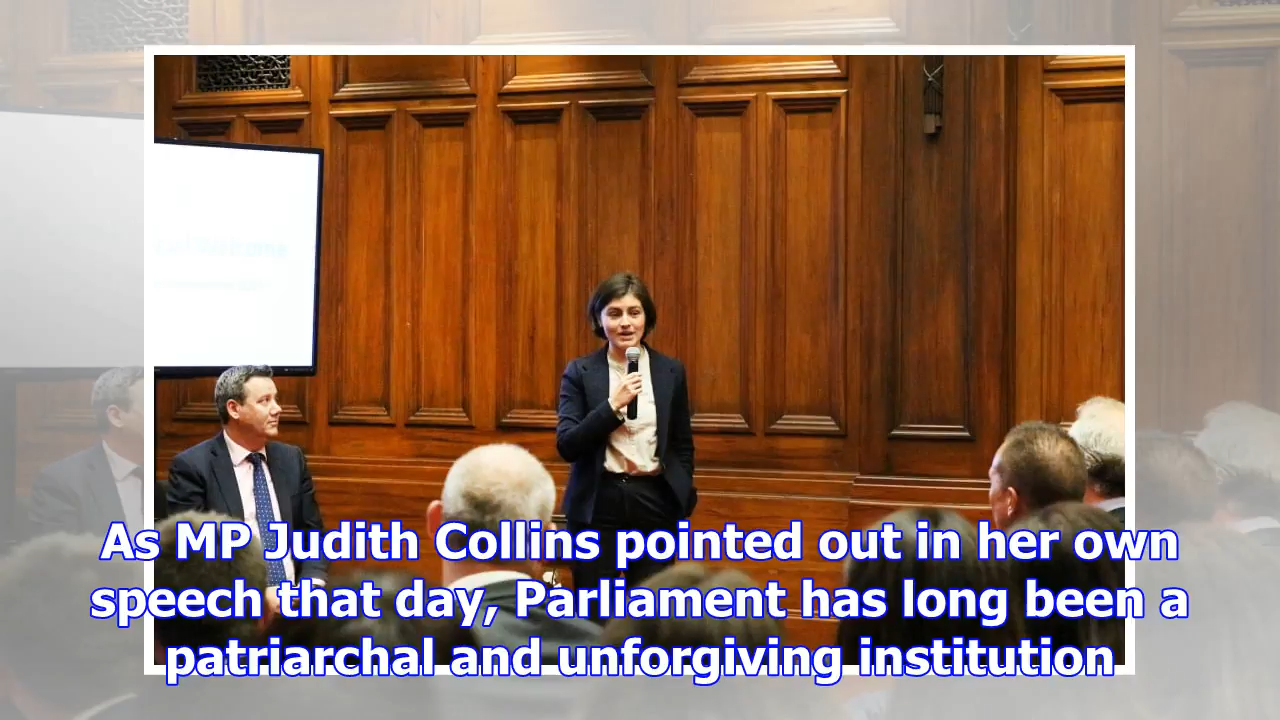 As MP Judith Collins pointed out in her own
speech that day, Parliament has long been a
patriarchal and unforgiving institution